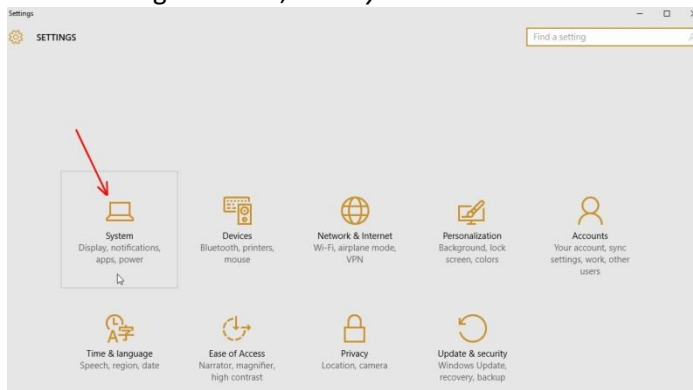 Settings
SETTINGS
Find a setting
System
Display, notifications,
apps, power
Devices
Bluetooth, printers,
mouse
Network & Internet
Wi-Fi, airplane mode,
VPN
Personalization
Background, lock
screen, colors
Accounts
Your account, sync
settings, work, other
users
Time & language
Speech, region, date
Ease of Access
Narrator, magnifier,
high contrast
Privacy
Location, camera
Update & security
Windows Update,
recovery, backup